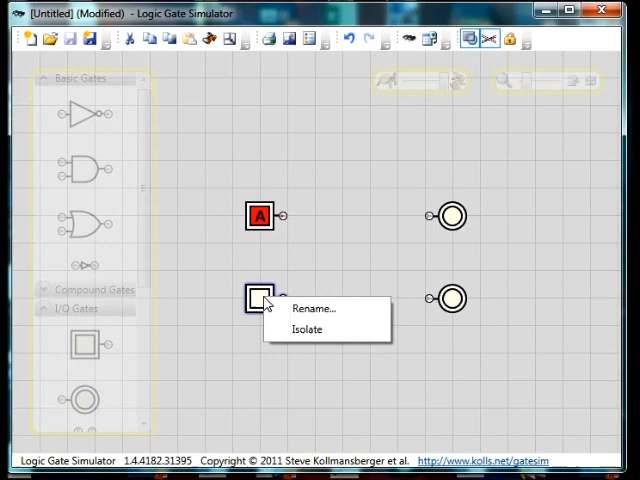 [Untitled] (Modified) - Logic Gate Simulator
Basic Gates
Compound Gates
I/O Gates
A
Rename...
Isolate
Logic Gate Simulator 1.4.4182.31395 Copyright © 2011 Steve Kollmansberger et al. http://www.kolls.net/gatesim